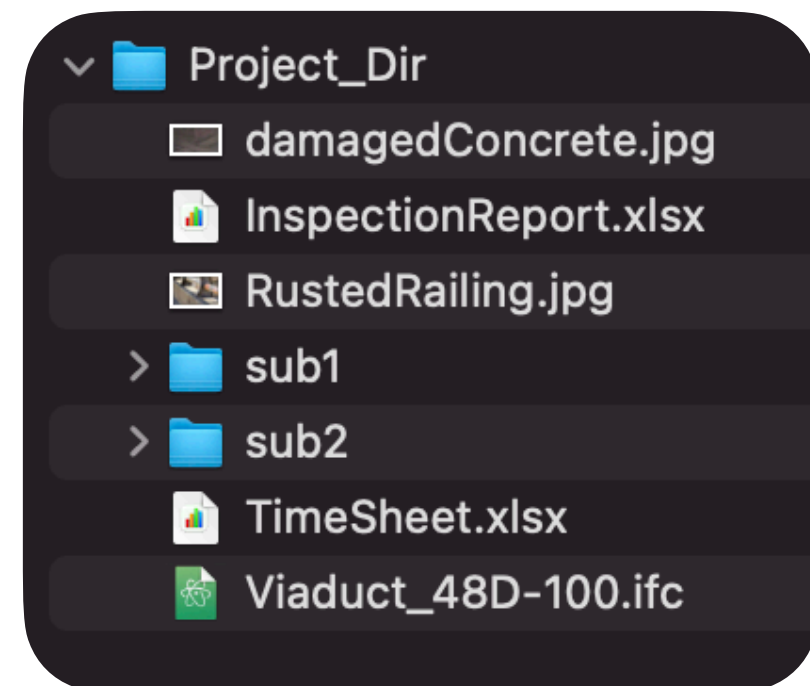 Project_Dir
damagedConcrete.jpg
InspectionReport.xlsx
RustedRailing.jpg
sub1
sub2
TimeSheet.xlsx
Viaduct_48D-100.ifc